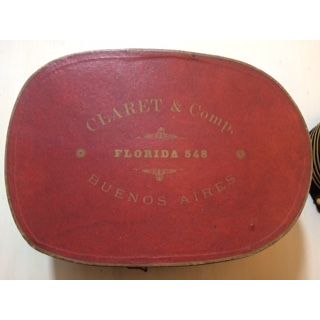 CLARET & Comp.
FLORIDA 548
BUENOS AIRES